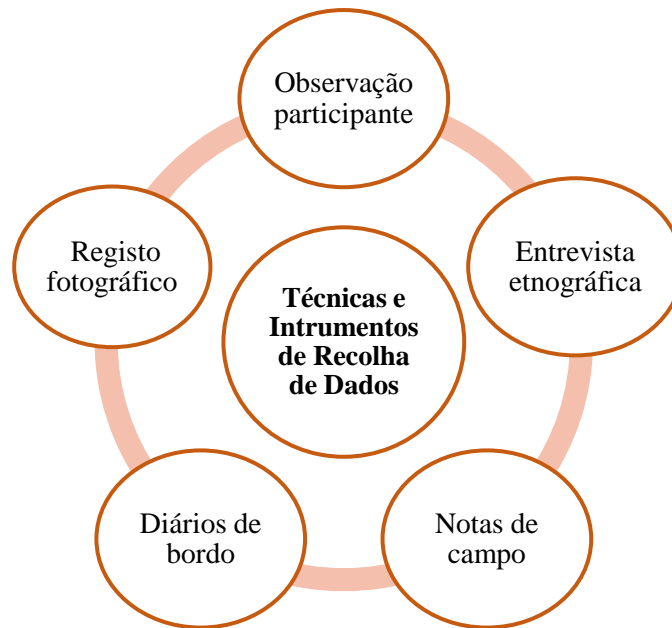 Observação
participante
Entrevista
etnográfica
Notas de
campo
Diários de
bordo
Registo
fotográfico
Técnicas e
Intrumentos
de Recolha
de Dados